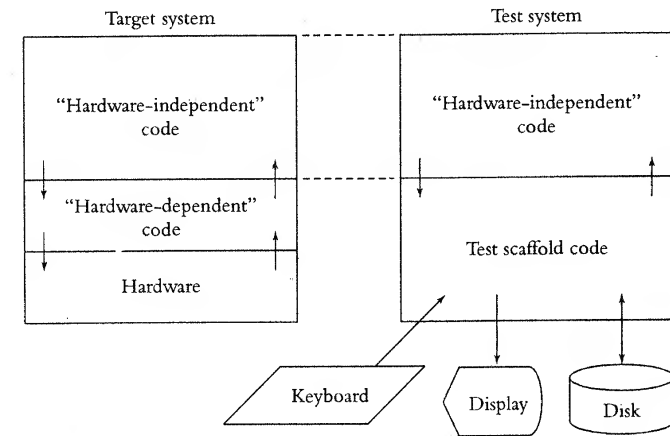 Target system
Test system
“Hardware-independent”
code
“Hardware-independent”
code
“Hardware-dependent”
code
Test scaffold code
Hardware
Keyboard
Display
Disk